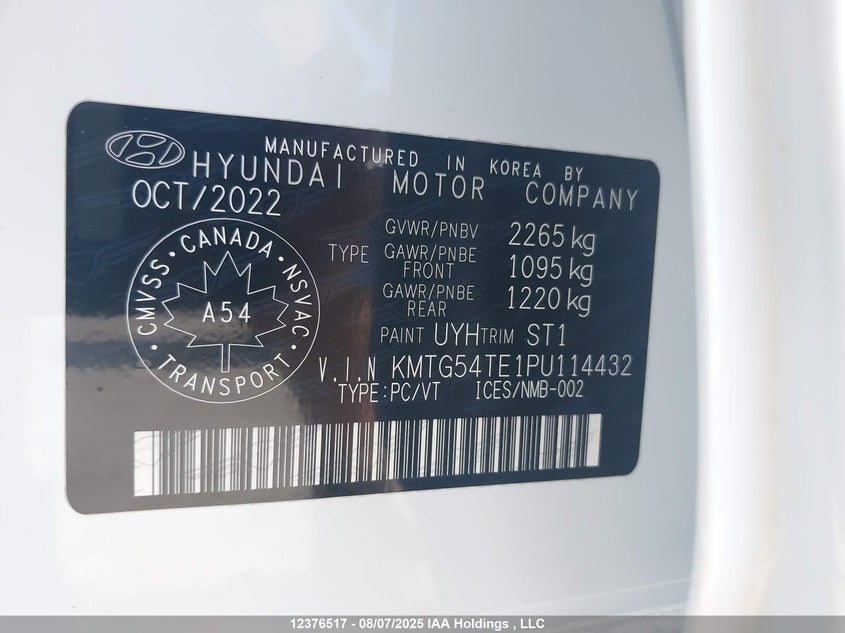 MANUFACTURED IN KOREA BY
HYUNDAI MOTOR COMPANY
OCT/2022
GVWR/PNBV 2265 kg
TYPE GAWR/PNBE FRONT 1095 kg
GAWR/PNBE REAR 1220 kg
CMVSS · CANADA · NSVAC · TRANSPORT ·
A54
PAINT UYH TRIM ST1
V.I.N KMTG54TE1PU114432
TYPE:PC/VT ICES/NMB-002
12376517 - 08/07/2025 IAA Holdings , LLC